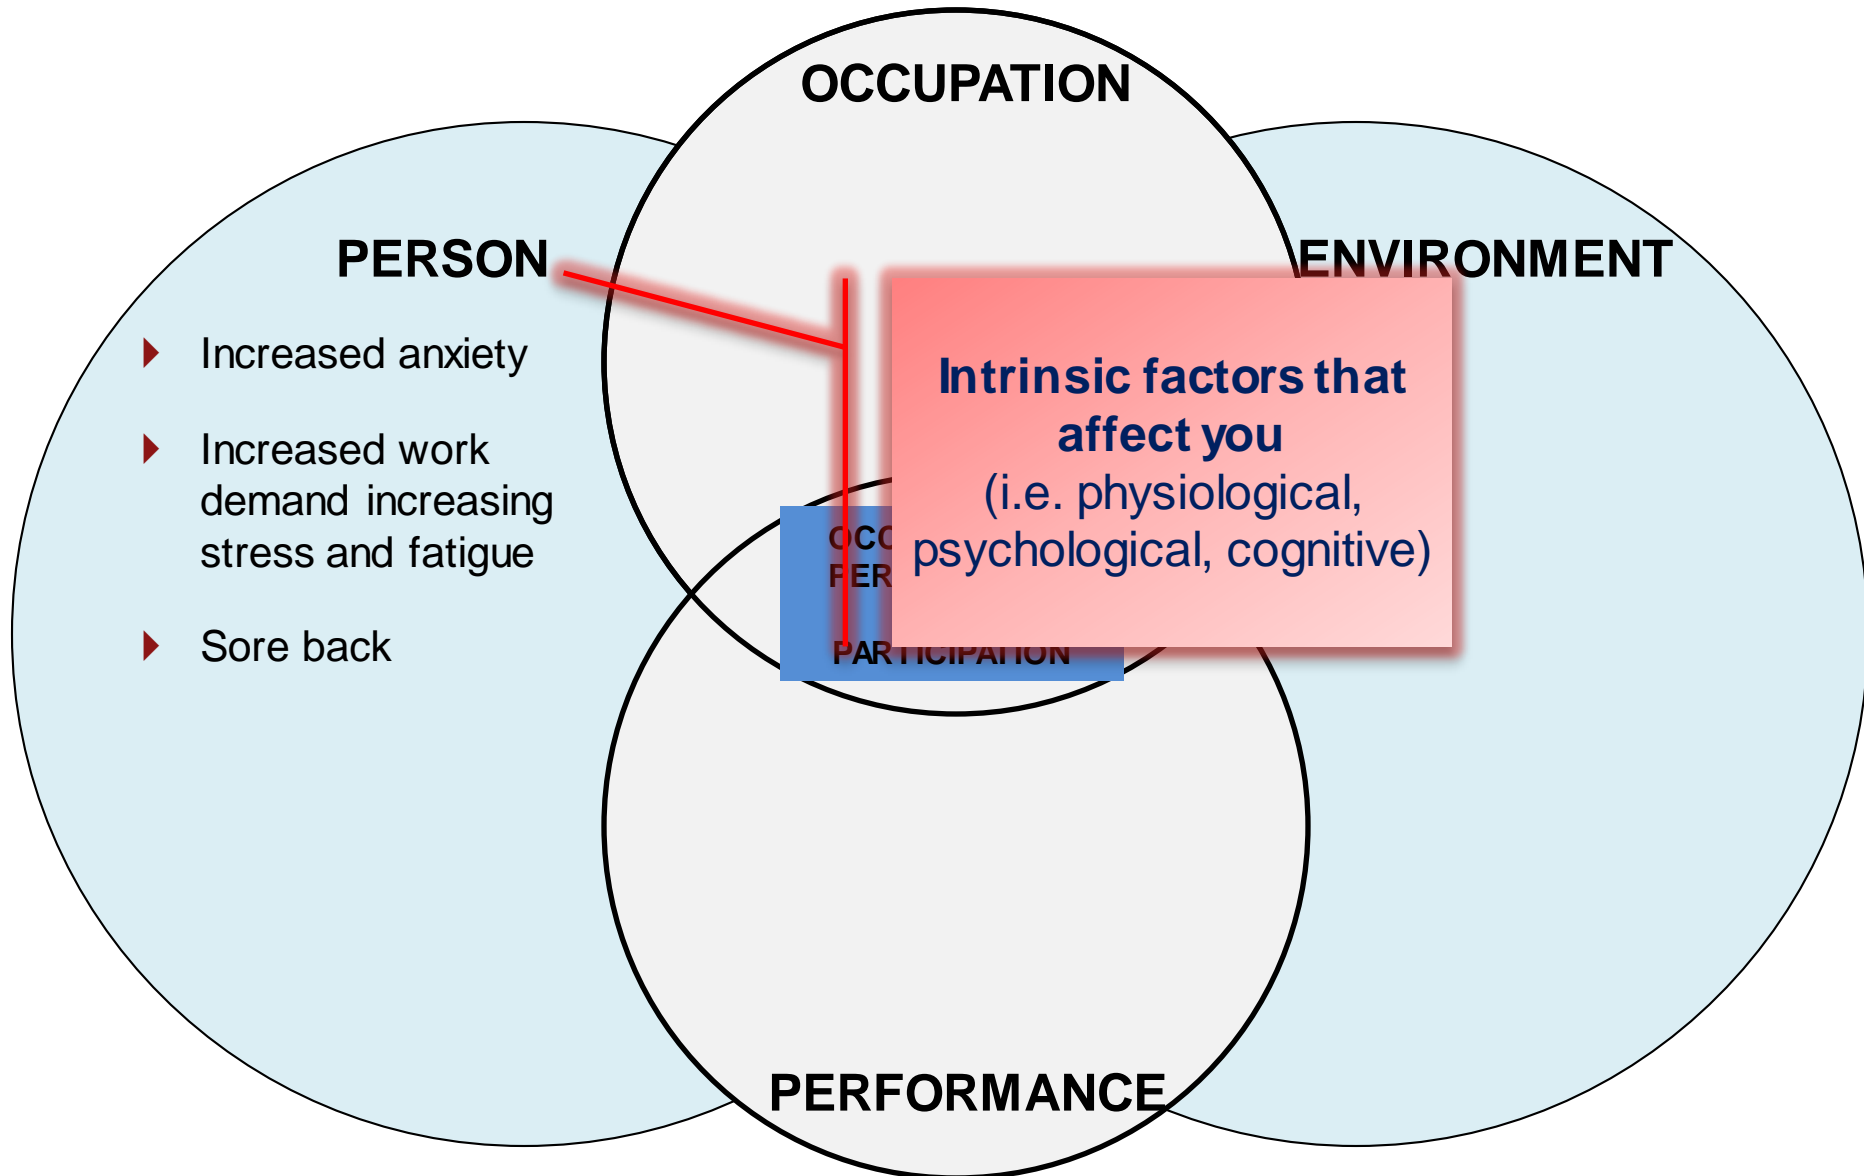 OCCUPATION
PERSON
ENVIRONMENT
Increased anxiety
Increased work
demand increasing
stress and fatigue
Sore back
Intrinsic factors that
affect you
(i.e. physiological,
psychological, cognitive)
PARTICIPATION
PERFORMANCE